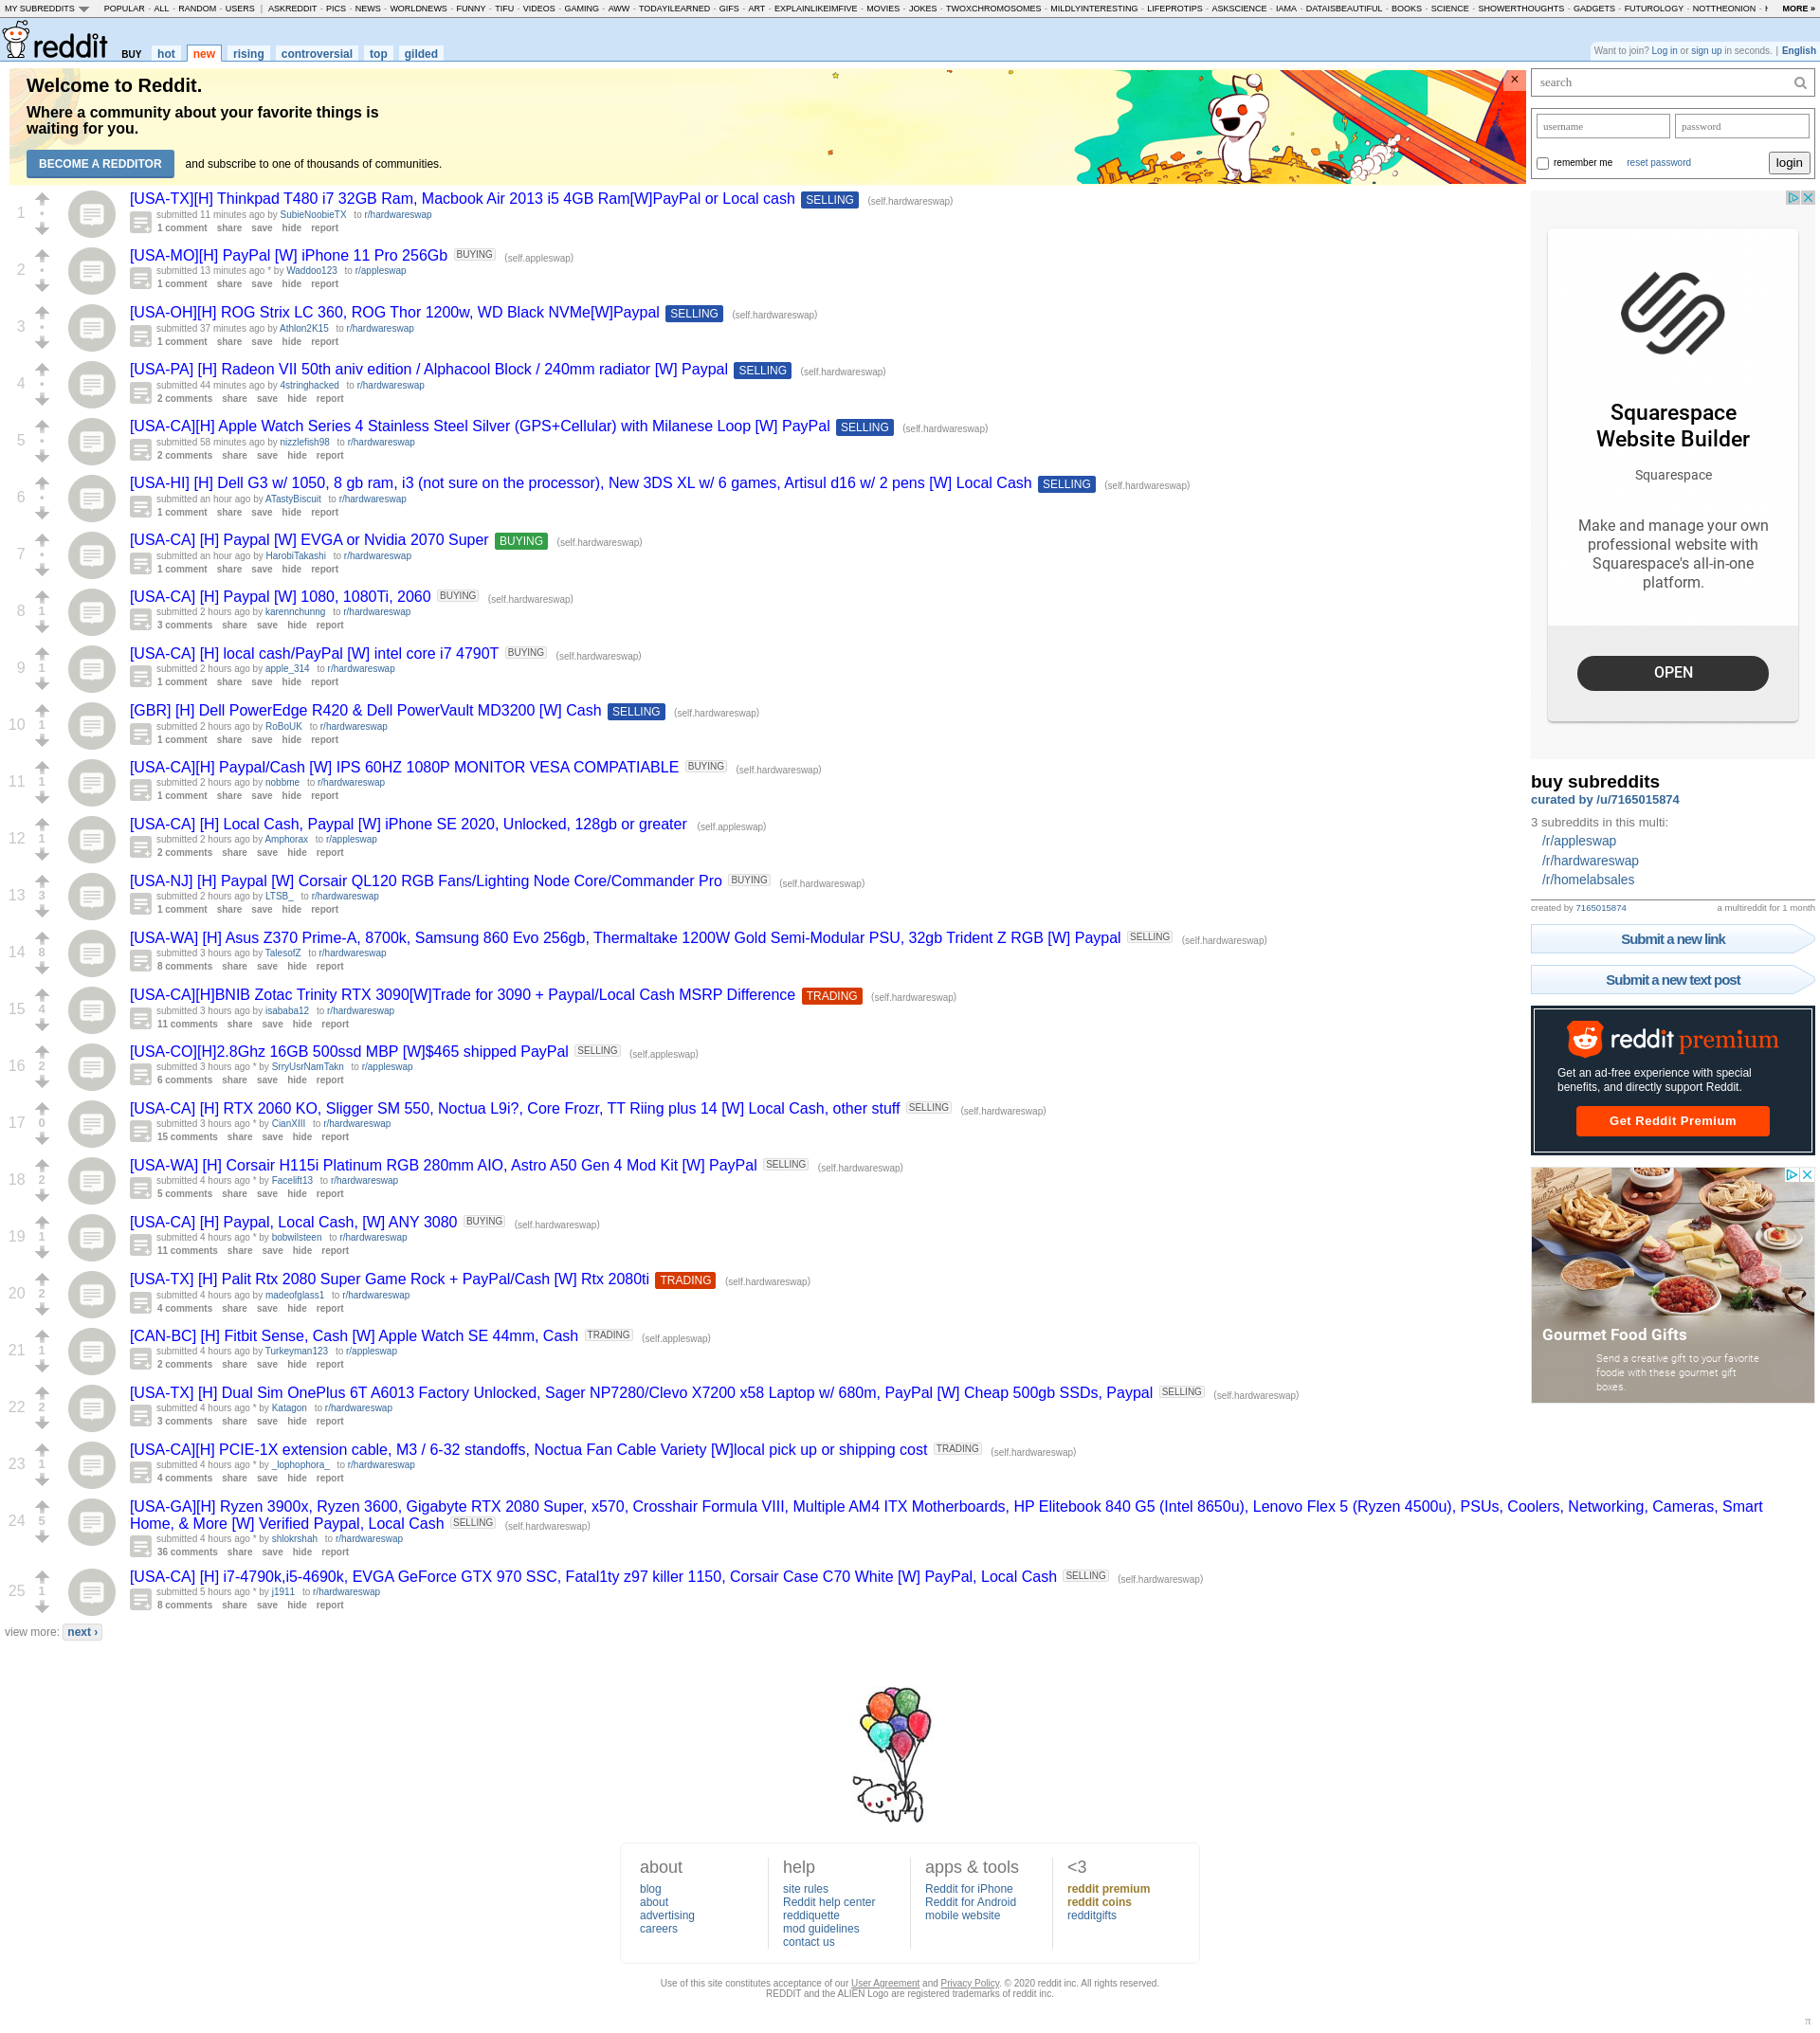 MY SUBREDDITS POPULAR - ALL - RANDOM - USERS | ASKREDDIT - PICS - NEWS - WORLDNEWS - FUNNY - TIFU - VIDEOS - GAMING - AWW - TODAYILEARNED - GIFS - ART - EXPLAINLIKEIMFIVE - MOVIES - JOKES - TWOXCHROMOSOMES - MILDLYINTERESTING - LIFEPROTIPS - ASKSCIENCE - IAMA - DATAISBEAUTIFUL - BOOKS - SCIENCE - SHOWERTHOUGHTS - GADGETS - FUTUROLOGY - NOTTHEONION - MORE »
reddit BUY hot new rising controversial top gilded
Want to join? Log in or sign up in seconds. | English
Welcome to Reddit.
Where a community about your favorite things is
waiting for you.
BECOME A REDDITOR and subscribe to one of thousands of communities.
1
[USA-TX][H] Thinkpad T480 i7 32GB Ram, Macbook Air 2013 i5 4GB Ram[W]PayPal or Local cash SELLING (self.hardwareswap)
submitted 11 minutes ago by SubieNoobieTX to r/hardwareswap
1 comment share save hide report
2
[USA-MO][H] PayPal [W] iPhone 11 Pro 256Gb BUYING (self.appleswap)
submitted 13 minutes ago * by Waddoo123 to r/appleswap
1 comment share save hide report
3
[USA-OH][H] ROG Strix LC 360, ROG Thor 1200w, WD Black NVMe[W]Paypal SELLING (self.hardwareswap)
submitted 37 minutes ago by Athlon2K15 to r/hardwareswap
1 comment share save hide report
4
[USA-PA] [H] Radeon VII 50th aniv edition / Alphacool Block / 240mm radiator [W] Paypal SELLING (self.hardwareswap)
submitted 44 minutes ago by 4stringhacked to r/hardwareswap
2 comments share save hide report
5
[USA-CA][H] Apple Watch Series 4 Stainless Steel Silver (GPS+Cellular) with Milanese Loop [W] PayPal SELLING (self.hardwareswap)
submitted 58 minutes ago by nizzlefish98 to r/hardwareswap
2 comments share save hide report
6
[USA-HI] [H] Dell G3 w/ 1050, 8 gb ram, i3 (not sure on the processor), New 3DS XL w/ 6 games, Artisul d16 w/ 2 pens [W] Local Cash SELLING (self.hardwareswap)
submitted an hour ago by ATastyBiscuit to r/hardwareswap
1 comment share save hide report
7
[USA-CA] [H] Paypal [W] EVGA or Nvidia 2070 Super BUYING (self.hardwareswap)
submitted an hour ago by HarobiTakashi to r/hardwareswap
1 comment share save hide report
8 1
[USA-CA] [H] Paypal [W] 1080, 1080Ti, 2060 BUYING (self.hardwareswap)
submitted 2 hours ago by karennchunng to r/hardwareswap
3 comments share save hide report
9 1
[USA-CA] [H] local cash/PayPal [W] intel core i7 4790T BUYING (self.hardwareswap)
submitted 2 hours ago by apple_314 to r/hardwareswap
1 comment share save hide report
10 1
[GBR] [H] Dell PowerEdge R420 & Dell PowerVault MD3200 [W] Cash SELLING (self.hardwareswap)
submitted 2 hours ago by RoBoUK to r/hardwareswap
1 comment share save hide report
11 1
[USA-CA][H] Paypal/Cash [W] IPS 60HZ 1080P MONITOR VESA COMPATIABLE BUYING (self.hardwareswap)
submitted 2 hours ago by nobbme to r/hardwareswap
1 comment share save hide report
12 1
[USA-CA] [H] Local Cash, Paypal [W] iPhone SE 2020, Unlocked, 128gb or greater (self.appleswap)
submitted 2 hours ago by Amphorax to r/appleswap
2 comments share save hide report
13 3
[USA-NJ] [H] Paypal [W] Corsair QL120 RGB Fans/Lighting Node Core/Commander Pro BUYING (self.hardwareswap)
submitted 2 hours ago by LTSB_ to r/hardwareswap
1 comment share save hide report
14 8
[USA-WA] [H] Asus Z370 Prime-A, 8700k, Samsung 860 Evo 256gb, Thermaltake 1200W Gold Semi-Modular PSU, 32gb Trident Z RGB [W] Paypal SELLING (self.hardwareswap)
submitted 3 hours ago by TalesofZ to r/hardwareswap
8 comments share save hide report
15 4
[USA-CA][H]BNIB Zotac Trinity RTX 3090[W]Trade for 3090 + Paypal/Local Cash MSRP Difference TRADING (self.hardwareswap)
submitted 3 hours ago by isababa12 to r/hardwareswap
11 comments share save hide report
16 2
[USA-CO][H]2.8Ghz 16GB 500ssd MBP [W]$465 shipped PayPal SELLING (self.appleswap)
submitted 3 hours ago * by SrryUsrNamTakn to r/appleswap
6 comments share save hide report
17 0
[USA-CA] [H] RTX 2060 KO, Sligger SM 550, Noctua L9i?, Core Frozr, TT Riing plus 14 [W] Local Cash, other stuff SELLING (self.hardwareswap)
submitted 3 hours ago * by CianXIII to r/hardwareswap
15 comments share save hide report
18 2
[USA-WA] [H] Corsair H115i Platinum RGB 280mm AIO, Astro A50 Gen 4 Mod Kit [W] PayPal SELLING (self.hardwareswap)
submitted 4 hours ago * by Facelift13 to r/hardwareswap
5 comments share save hide report
19 1
[USA-CA] [H] Paypal, Local Cash, [W] ANY 3080 BUYING (self.hardwareswap)
submitted 4 hours ago * by bobwilsteen to r/hardwareswap
11 comments share save hide report
20 2
[USA-TX] [H] Palit Rtx 2080 Super Game Rock + PayPal/Cash [W] Rtx 2080ti TRADING (self.hardwareswap)
submitted 4 hours ago by madeofglass1 to r/hardwareswap
4 comments share save hide report
21 1
[CAN-BC] [H] Fitbit Sense, Cash [W] Apple Watch SE 44mm, Cash TRADING (self.appleswap)
submitted 4 hours ago by Turkeyman123 to r/appleswap
2 comments share save hide report
22 2
[USA-TX] [H] Dual Sim OnePlus 6T A6013 Factory Unlocked, Sager NP7280/Clevo X7200 x58 Laptop w/ 680m, PayPal [W] Cheap 500gb SSDs, Paypal SELLING (self.hardwareswap)
submitted 4 hours ago * by Katagon to r/hardwareswap
3 comments share save hide report
23 1
[USA-CA][H] PCIE-1X extension cable, M3 / 6-32 standoffs, Noctua Fan Cable Variety [W]local pick up or shipping cost TRADING (self.hardwareswap)
submitted 4 hours ago * by _lophophora_ to r/hardwareswap
4 comments share save hide report
24 5
[USA-GA][H] Ryzen 3900x, Ryzen 3600, Gigabyte RTX 2080 Super, x570, Crosshair Formula VIII, Multiple AM4 ITX Motherboards, HP Elitebook 840 G5 (Intel 8650u), Lenovo Flex 5 (Ryzen 4500u), PSUs, Coolers, Networking, Cameras, Smart
Home, & More [W] Verified Paypal, Local Cash SELLING (self.hardwareswap)
submitted 4 hours ago * by shlokrshah to r/hardwareswap
36 comments share save hide report
25 1
[USA-CA] [H] i7-4790k,i5-4690k, EVGA GeForce GTX 970 SSC, Fatal1ty z97 killer 1150, Corsair Case C70 White [W] PayPal, Local Cash SELLING (self.hardwareswap)
submitted 5 hours ago * by j1911 to r/hardwareswap
8 comments share save hide report
view more: next ›
search
username password
remember me reset password login
Squarespace
Website Builder
Squarespace
Make and manage your own
professional website with
Squarespace's all-in-one
platform.
OPEN
buy subreddits
curated by /u/7165015874
3 subreddits in this multi:
/r/appleswap
/r/hardwareswap
/r/homelabsales
created by 7165015874 a multireddit for 1 month
Submit a new link
Submit a new text post
reddit premium
Get an ad-free experience with special
benefits, and directly support Reddit.
Get Reddit Premium
Gourmet Food Gifts
Send a creative gift to your favorite
foodie with these gourmet gift
boxes.
about
blog
about
advertising
careers
help
site rules
Reddit help center
reddiquette
mod guidelines
contact us
apps & tools
Reddit for iPhone
Reddit for Android
mobile website
<3
reddit premium
reddit coins
redditgifts
Use of this site constitutes acceptance of our User Agreement and Privacy Policy. © 2020 reddit inc. All rights reserved.
REDDIT and the ALIEN Logo are registered trademarks of reddit inc.
π